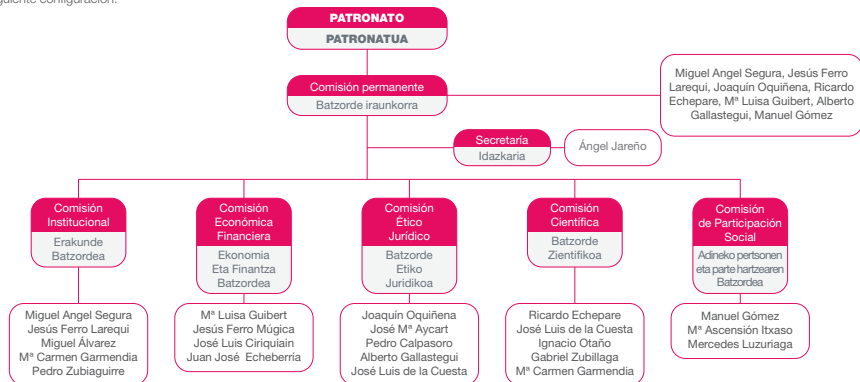 guiente configuración:
PATRONATO
PATRONATUA
Comisión permanente
Batzorde iraunkorra
Miguel Angel Segura, Jesús Ferro
Larequi, Joaquín Oquiñena, Ricardo
Echepare, Mª Luisa Guibert, Alberto
Gallastegui, Manuel Gómez
Secretaría
Idazkaria
Ángel Jareño
Comisión
Institucional
Erakunde
Batzordea
Comisión
Económica
Financiera
Ekonomia
Eta Finantza
Batzordea
Comisión
Ético
Jurídico
Batzorde
Etiko
Juridikoa
Comisión
Científica
Batzorde
Zientifikoa
Comisión
de Participación
Social
Adineko pertsonen
eta parte hartzearen
Batzordea
Miguel Angel Segura
Jesús Ferro Larequi
Miguel Álvarez
Mª Carmen Garmendia
Pedro Zubiaguirre
Mª Luisa Guibert
Jesús Ferro Múgica
José Luis Ciriquiain
Juan José Echeberría
Joaquín Oquiñena
José Mª Aycart
Pedro Calpasoro
Alberto Gallastegui
José Luis de la Cuesta
Ricardo Echepare
José Luis de la Cuesta
Ignacio Otaño
Gabriel Zubillaga
Mª Carmen Garmendia
Manuel Gómez
Mª Ascensión Itxaso
Mercedes Luzuriaga